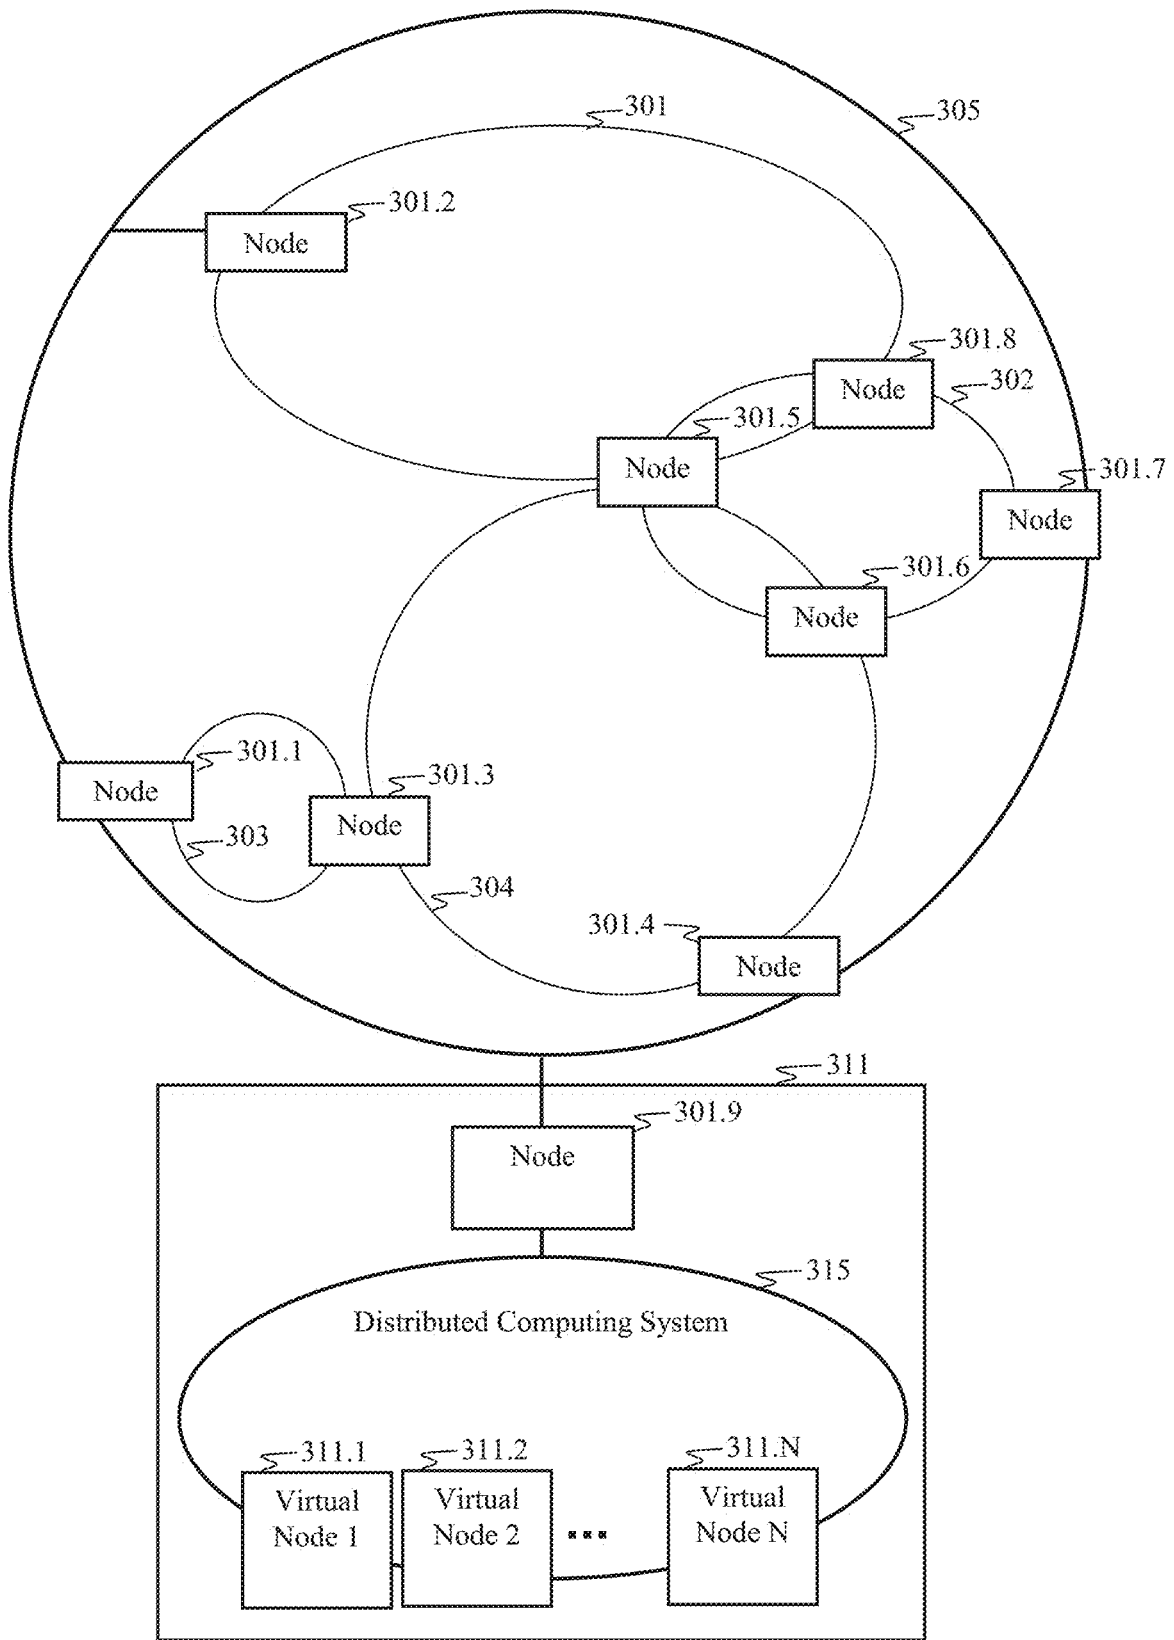 301
305
301.2
Node
301.8
302
Node
301.5
Node
301.7
Node
301.6
Node
301.1
Node
301.3
Node
303
304
301.4
Node
311
301.9
Node
315
Distributed Computing System
311.1
311.2
311.N
Virtual
Node 1
Virtual
Node 2
...
Virtual
Node N